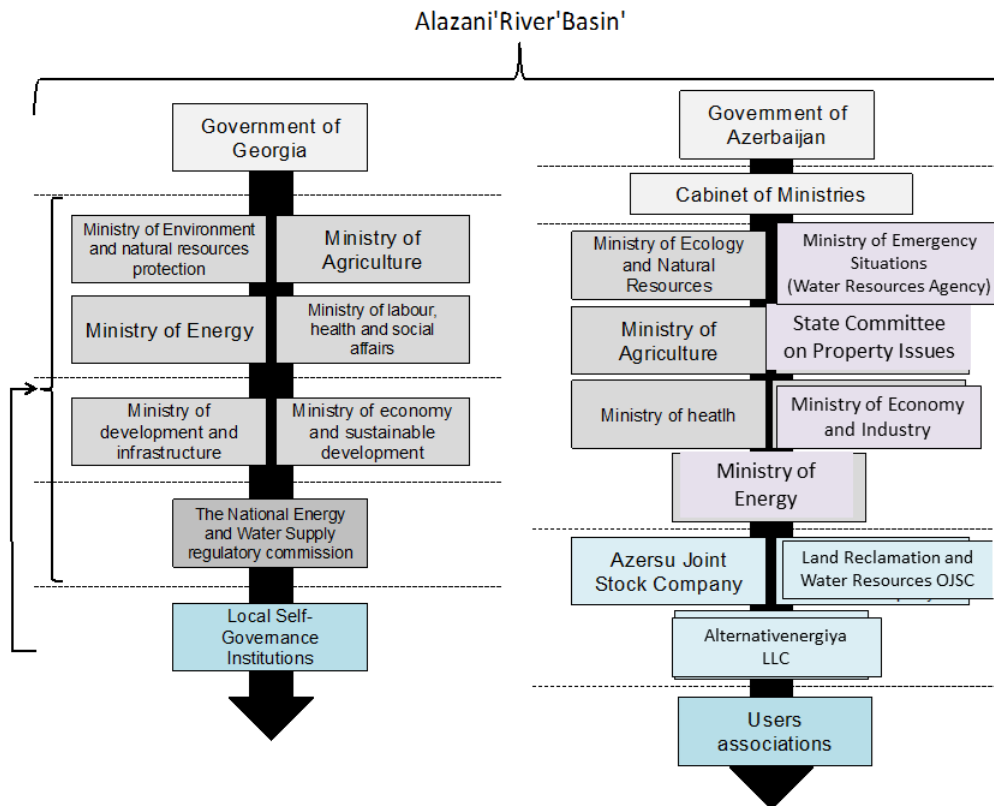 Alazani'River'Basin'
Government of
Georgia
Ministry of Environment
and natural resources
protection
Ministry of
Agriculture
Ministry of Energy
Ministry of labour,
health and social
affairs
Ministry of
development and
infrastructure
Ministry of economy
and sustainable
development
The National Energy
and Water Supply
regulatory commission
Local Self-
Governance
Institutions
Government of
Azerbaijan
Cabinet of Ministries
Ministry of Ecology
and Natural
Resources
Ministry of Emergency
Situations
(Water Resources Agency)
Ministry of
Agriculture
State Committee
on Property Issues
Ministry of heatlh
Ministry of Economy
and Industry
Ministry of
Energy
Azersu Joint
Stock Company
Land Reclamation and
Water Resources OJSC
Alternativenergiya
LLC
Users
associations